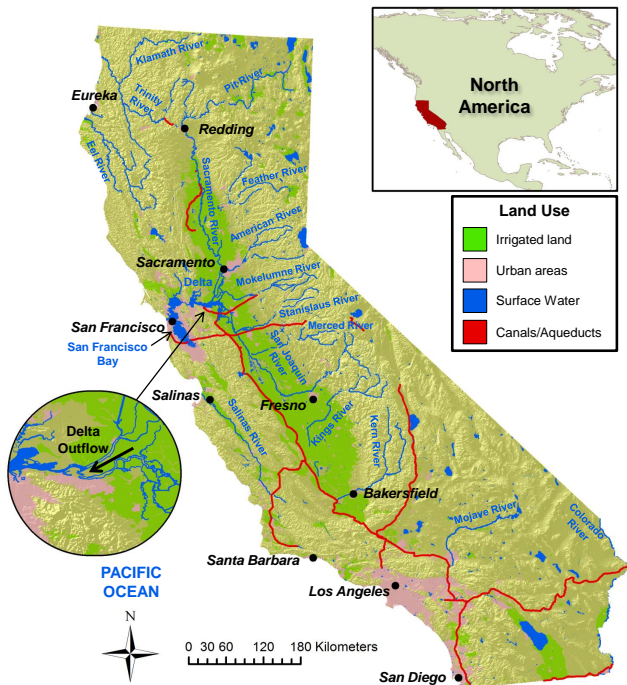 Klamath River
Pit River
Trinity
River
Eureka
Redding
Eel River
Sacramento River
Feather River
American River
Sacramento
Mokelumne River
Delta
Stanislaus River
Merced River
San Francisco
San Francisco
Bay
San Joaquin
River
Salinas
Fresno
Salinas River
Kings River
Kern River
Delta
Outflow
Bakersfield
Mojave River
Colorado
River
Santa Barbara
Los Angeles
PACIFIC
OCEAN
San Diego
N
0 30 60 120 180 Kilometers
North
America
Land Use
Irrigated land
Urban areas
Surface Water
Canals/Aqueducts